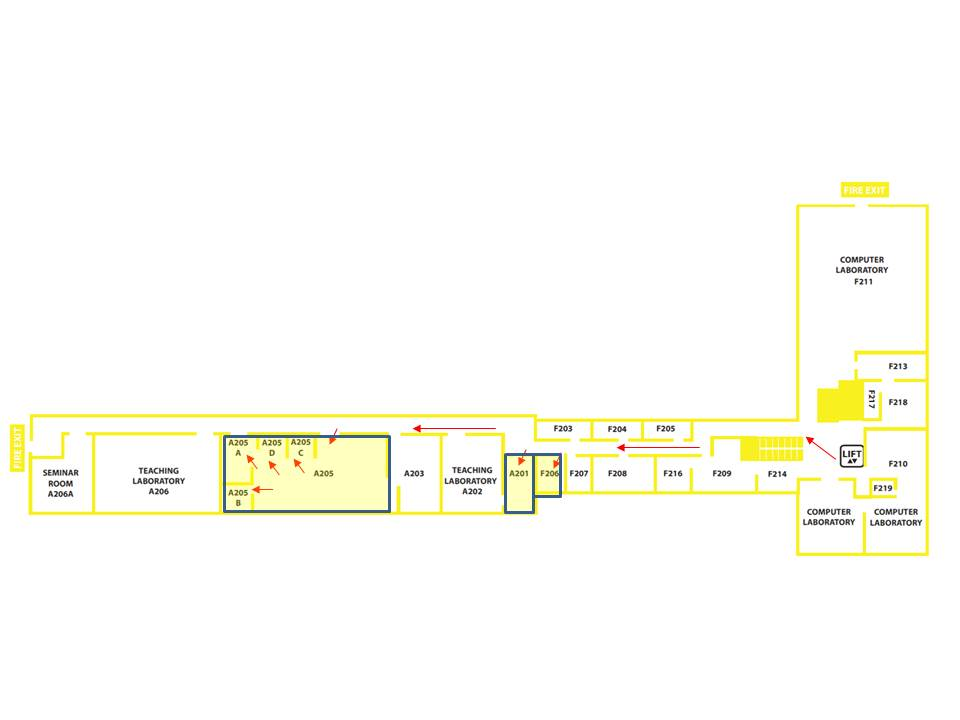 FIRE EXIT
COMPUTER
LABORATORY
F211
F213
F217
F218
F203
F204
F205
LIFT
F210
F219
COMPUTER
LABORATORY
COMPUTER
LABORATORY
FIRE EXIT
SEMINAR
ROOM
A206A
TEACHING
LABORATORY
A206
A205
A
A205
D
A205
C
A205
B
A205
A203
TEACHING
LABORATORY
A202
A201
F206
F207
F208
F216
F209
F214